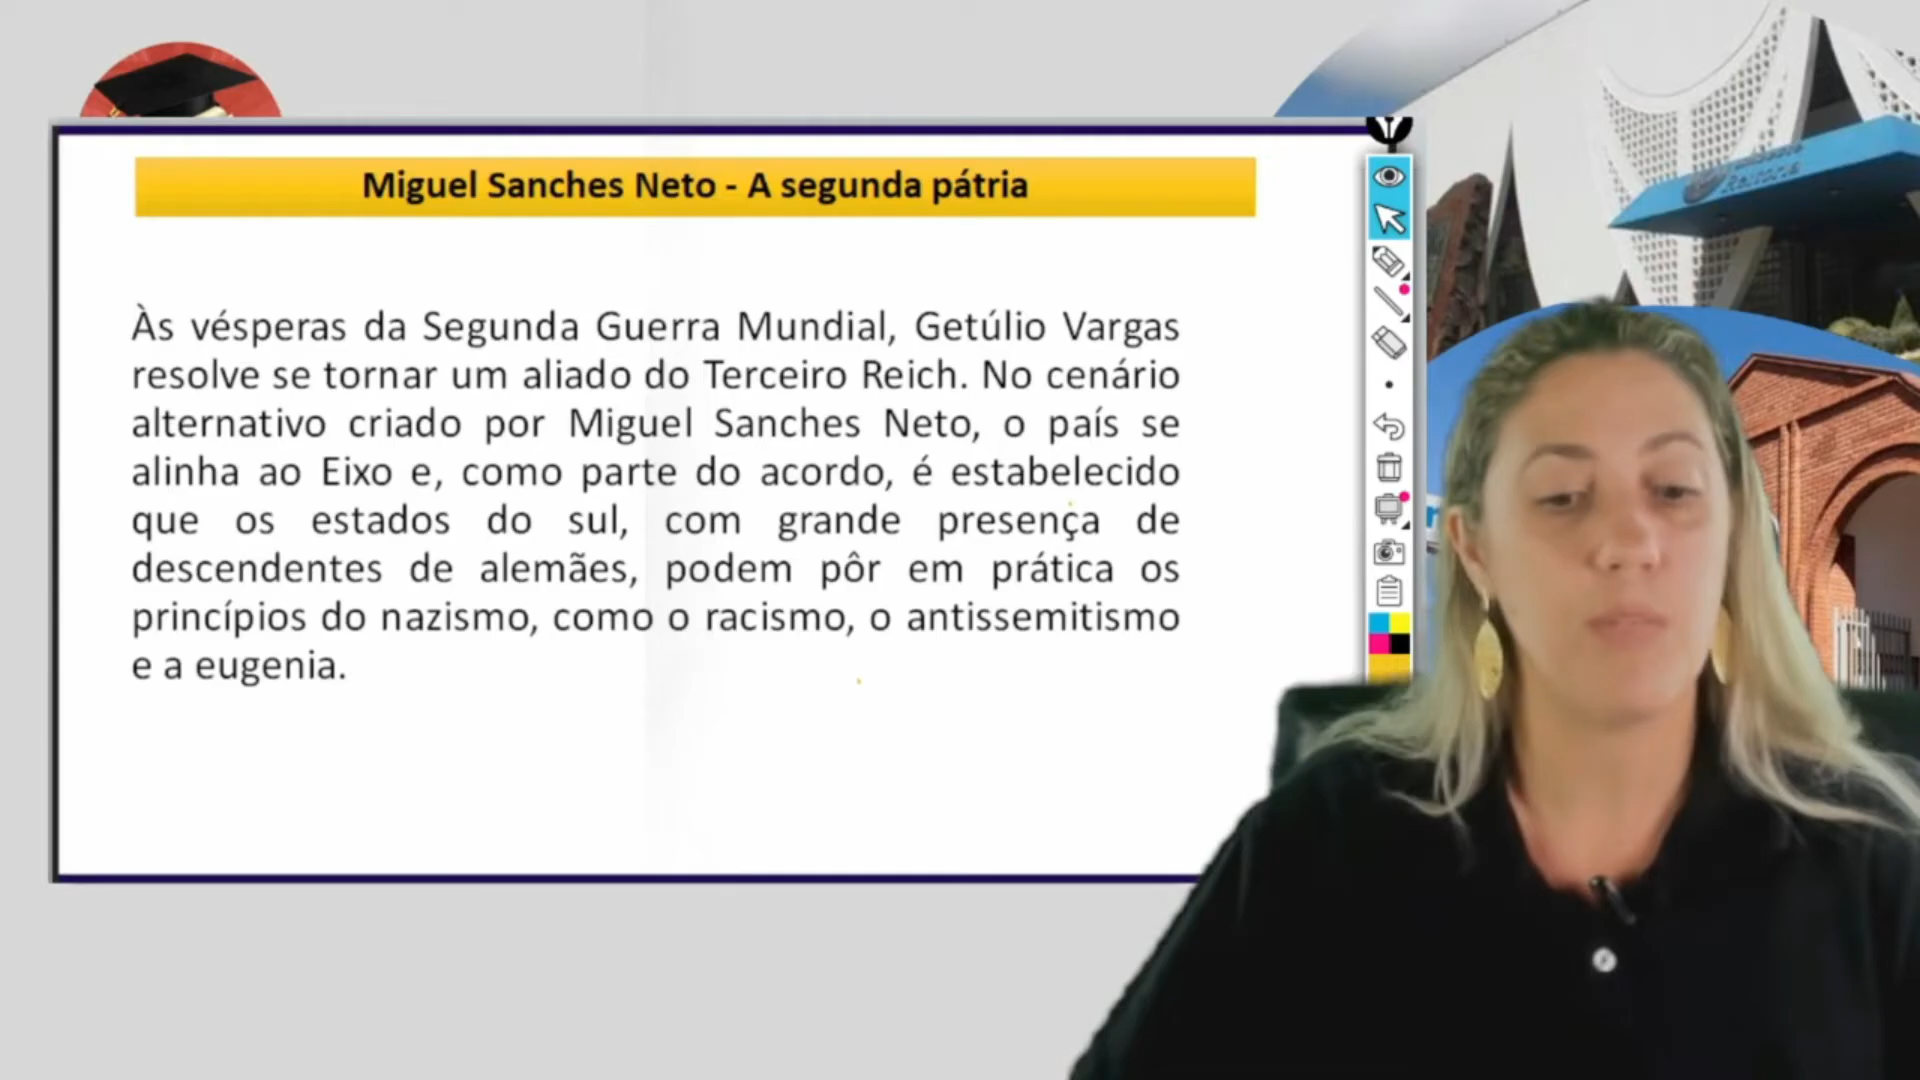 Miguel Sanches Neto - A segunda pátria
Às vésperas da Segunda Guerra Mundial, Getúlio Vargas
resolve se tornar um aliado do Terceiro Reich. No cenário
alternativo criado por Miguel Sanches Neto, o país se
alinha ao Eixo e, como parte do acordo, é estabelecido
que os estados do sul, com grande presença de
descendentes de alemães, podem pôr em prática os
princípios do nazismo, como o racismo, o antissemitismo
e a eugenia.